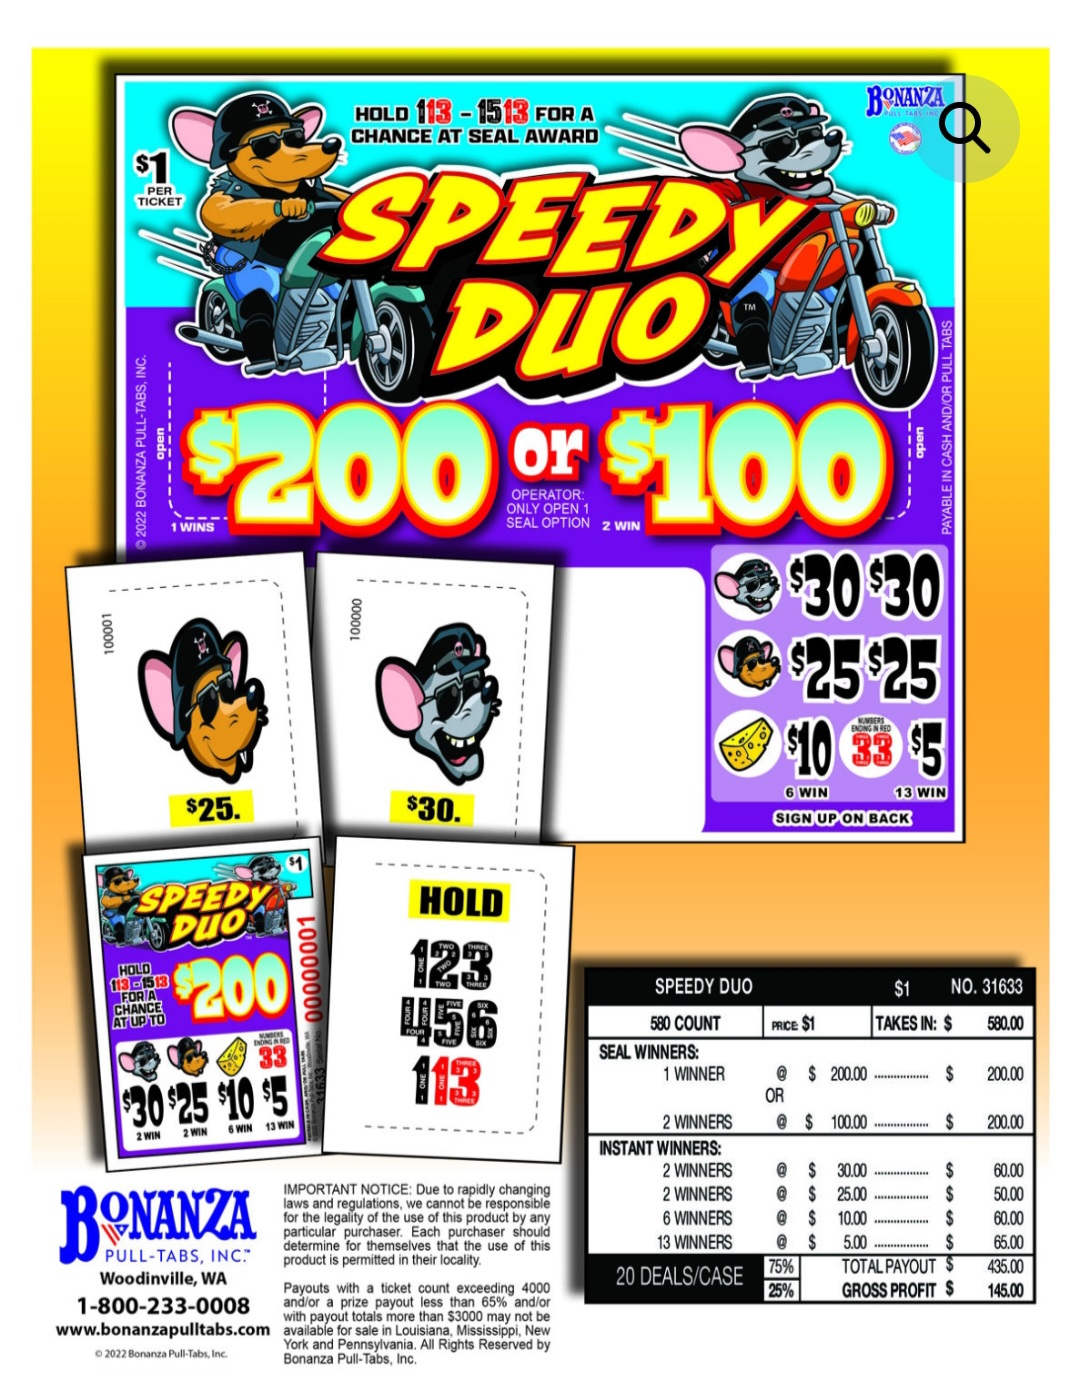 HOLD 113 - 1513 FOR A
CHANCE AT SEAL AWARD
BONANZA
PULL-TABS, INC.
$1
PER
TICKET
SPEEDY
DUO
TM
© 2022 BONANZA PULL-TABS, INC.
open
$200 or $100
OPERATOR:
ONLY OPEN 1
SEAL OPTION
1 WINS
2 WIN
open
PAYABLE IN CASH AND/OR PULL TABS
$30 $30
$25 $25
$10
NUMBERS
ENDING IN RED
33
$5
6 WIN
13 WIN
SIGN UP ON BACK
100001
$25.
100000
$30.
$1
SPEEDY
DUO
HOLD
113 - 1513
FOR A
CHANCE
AT UP TO
$200
00000001
NUMBERS
ENDING IN RED
33
$30 $25 $10 $5
2 WIN 2 WIN 6 WIN 13 WIN
HOLD
123
456
113
SPEEDY DUO $1 NO. 31633
580 COUNT PRICE: $1 TAKES IN: $ 580.00
SEAL WINNERS:
1 WINNER @ $ 200.00 ................. $ 200.00
OR
2 WINNERS @ $ 100.00 ................. $ 200.00
INSTANT WINNERS:
2 WINNERS @ $ 30.00 ................. $ 60.00
2 WINNERS @ $ 25.00 ................. $ 50.00
6 WINNERS @ $ 10.00 ................. $ 60.00
13 WINNERS @ $ 5.00 ................. $ 65.00
20 DEALS/CASE
75% TOTAL PAYOUT $ 435.00
25% GROSS PROFIT $ 145.00
BONANZA
PULL-TABS, INC.™
Woodinville, WA
1-800-233-0008
www.bonanzapulltabs.com
© 2022 Bonanza Pull-Tabs, Inc.
IMPORTANT NOTICE: Due to rapidly changing
laws and regulations, we cannot be responsible
for the legality of the use of this product by any
particular purchaser. Each purchaser should
determine for themselves that the use of this
product is permitted in their locality.
Payouts with a ticket count exceeding 4000
and/or a prize payout less than 65% and/or
with payout totals more than $3000 may not be
available for sale in Louisiana, Mississippi, New
York and Pennsylvania. All Rights Reserved by
Bonanza Pull-Tabs, Inc.